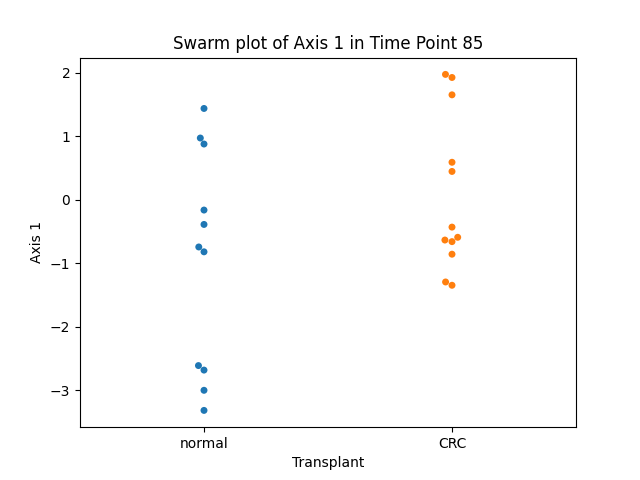 Swarm plot of Axis 1 in Time Point 85
2
1
0
−1
−2
−3
Axis 1
normal
CRC
Transplant